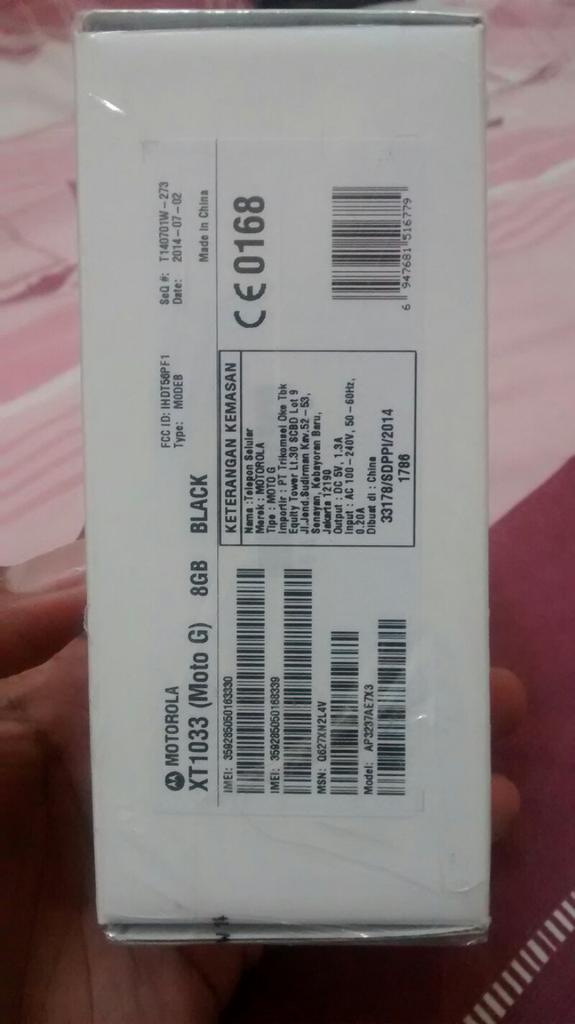 MOTOROLA
XT1033 (Moto G) 8GB BLACK
FCC ID: IHDT56PF1
Type: M0DEB
SeQ #: T140701W-273
Date: 2014-07-02
Made In China
IMEI: 359285050163330
IMEI: 359285050168339
MSN: Q627XN2L4V
Model: AP3237AE7X3
KETERANGAN KEMASAN
Nama : Telepon Selular
Merek : MOTOROLA
Tipe : MOTO G
Importir : PT Trikomsel Oke Tbk
Equity Tower Lt.30 SCBD Lot 9
Jl.Jend.Sudirman Kav.52-53,
Senayan, Kebayoran Baru,
Jakarta 12190
Output : DC 5V, 1.3A
Input : AC 100-240V, 50-60Hz,
0.20A
Dibuat di : China
33178/SDPPI/2014
1786
CE 0168
6 947681 516779